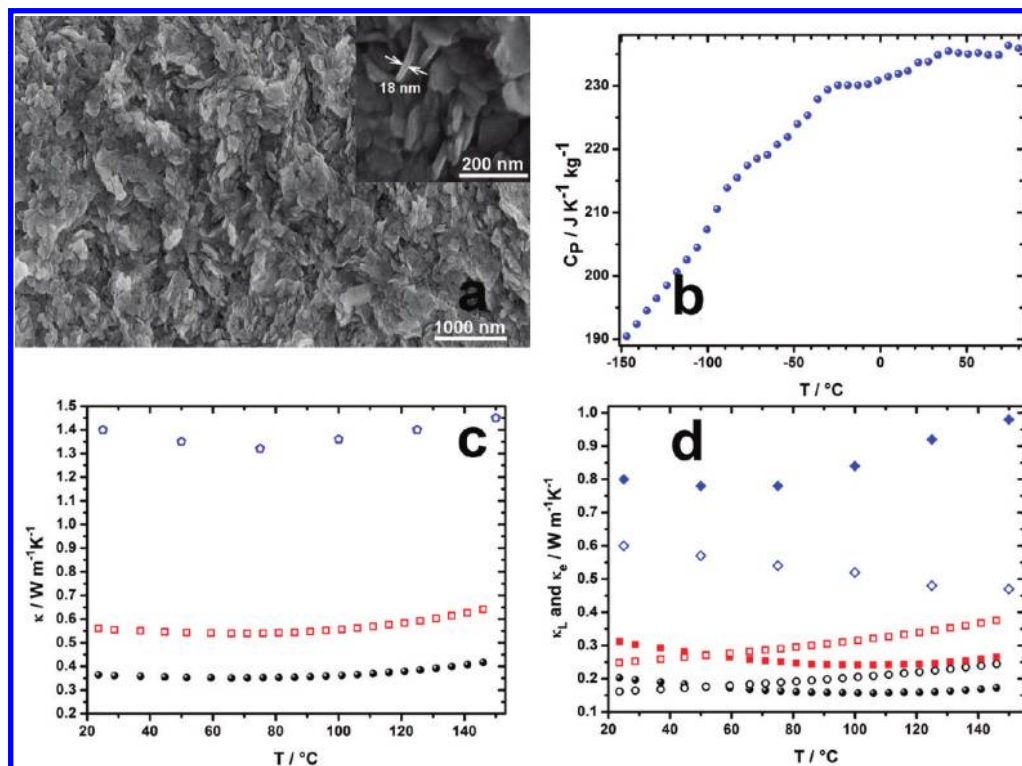 18 nm
200 nm
a
1000 nm
C_P / J K⁻¹ kg⁻¹
230
220
210
200
190
b
-150 -100 -50 0 50
T / °C
κ / W m⁻¹K⁻¹
1.5
1.4
1.3
1.2
1.1
1.0
0.9
0.8
0.7
0.6
0.5
0.4
0.3
0.2
c
20 40 60 80 100 120 140
T / °C
κ_L and κ_e / W m⁻¹K⁻¹
1.0
0.9
0.8
0.7
0.6
0.5
0.4
0.3
0.2
0.1
d
20 40 60 80 100 120 140
T / °C